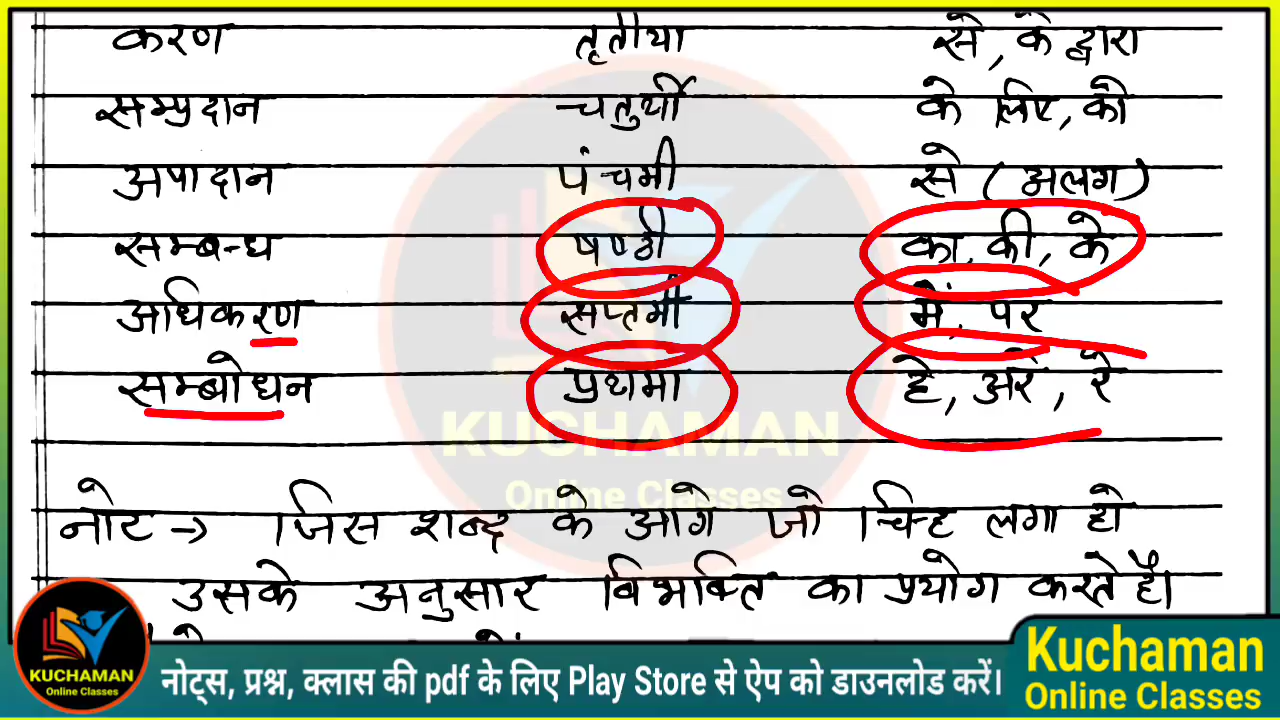 करण तृतीया से, के द्वारा
सम्प्रदान चतुर्थी के लिए, को
अपादान पंचमी से (अलग)
सम्बन्ध षष्ठी का, की, के
अधिकरण सप्तमी में, पर
सम्बोधन प्रथमा हे, अरे, रे
KUCHAMAN
Online Classes
नोट → जिस शब्द के आगे जो चिन्ह लगा हो
उसके अनुसार विभक्ति का प्रयोग करते है।
KUCHAMAN
Online Classes
नोट्स, प्रश्न, क्लास की pdf के लिए Play Store से ऐप को डाउनलोड करें।
Kuchaman
Online Classes